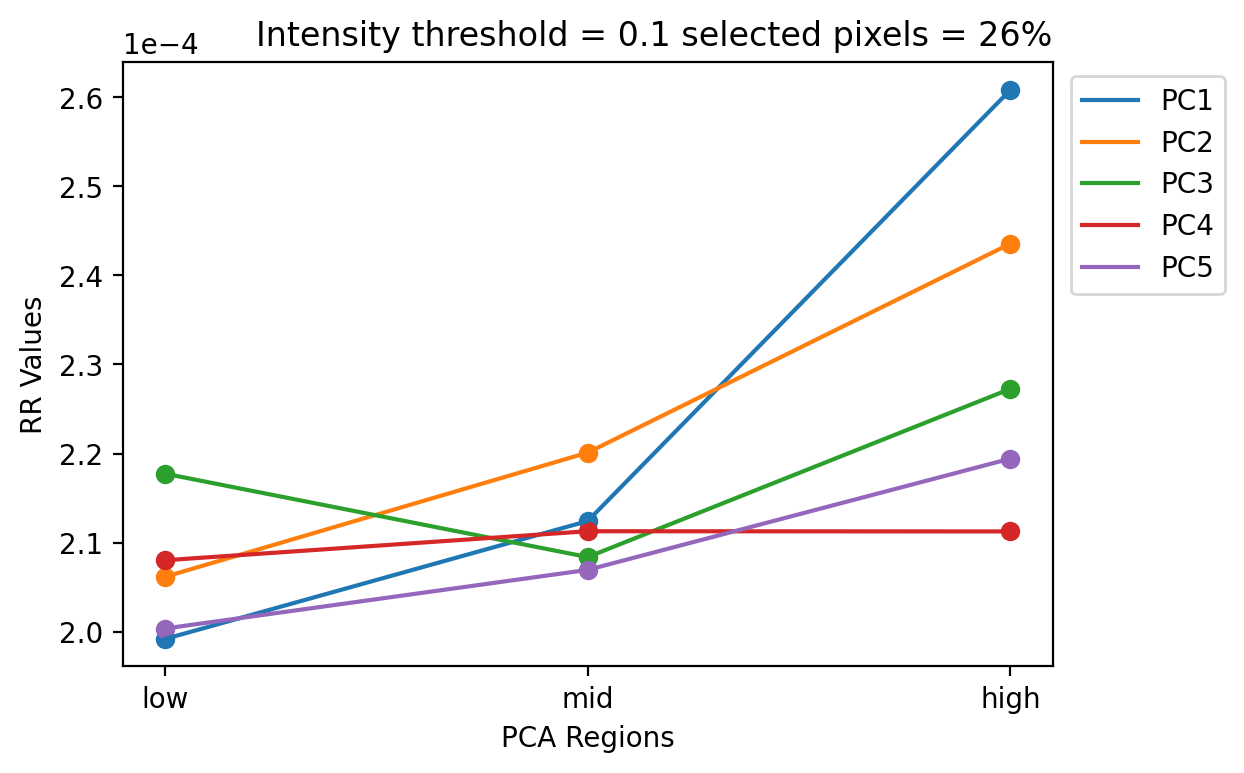 1e−4
Intensity threshold = 0.1 selected pixels = 26%
2.6
2.5
2.4
2.3
2.2
2.1
2.0
RR Values
low
mid
high
PCA Regions
PC1
PC2
PC3
PC4
PC5